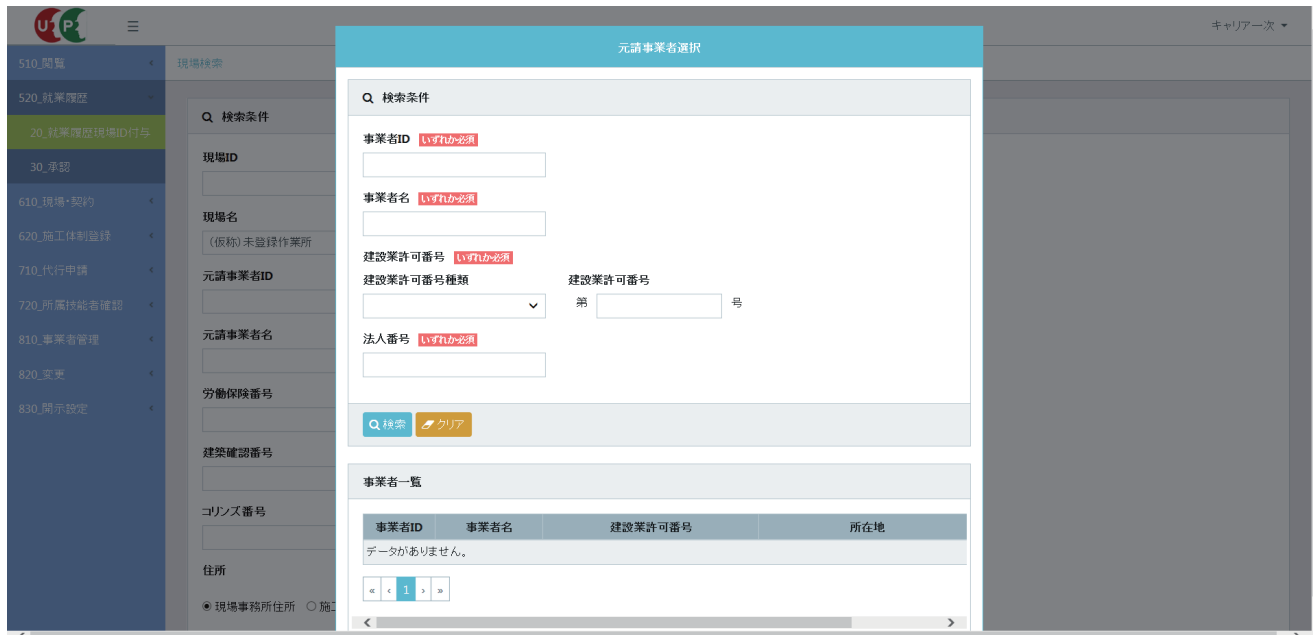 U P
キャリア一次
510_閲覧
520_就業履歴
20_就業履歴現場ID付与
30_承認
610_現場・契約
620_施工体制登録
710_代行申請
720_所属技能者確認
810_事業者管理
820_変更
830_開示設定
現場検索
検索条件
現場ID
現場名
(仮称)未登録作業所
元請事業者ID
元請事業者名
労働保険番号
建築確認番号
コリンズ番号
住所
現場事務所住所 施工
元請事業者選択
検索条件
事業者ID いずれか必須
事業者名 いずれか必須
建設業許可番号 いずれか必須
建設業許可番号種類 建設業許可番号
第 号
法人番号 いずれか必須
検索 クリア
事業者一覧
事業者ID 事業者名 建設業許可番号 所在地
データがありません。
« ‹ 1 › »